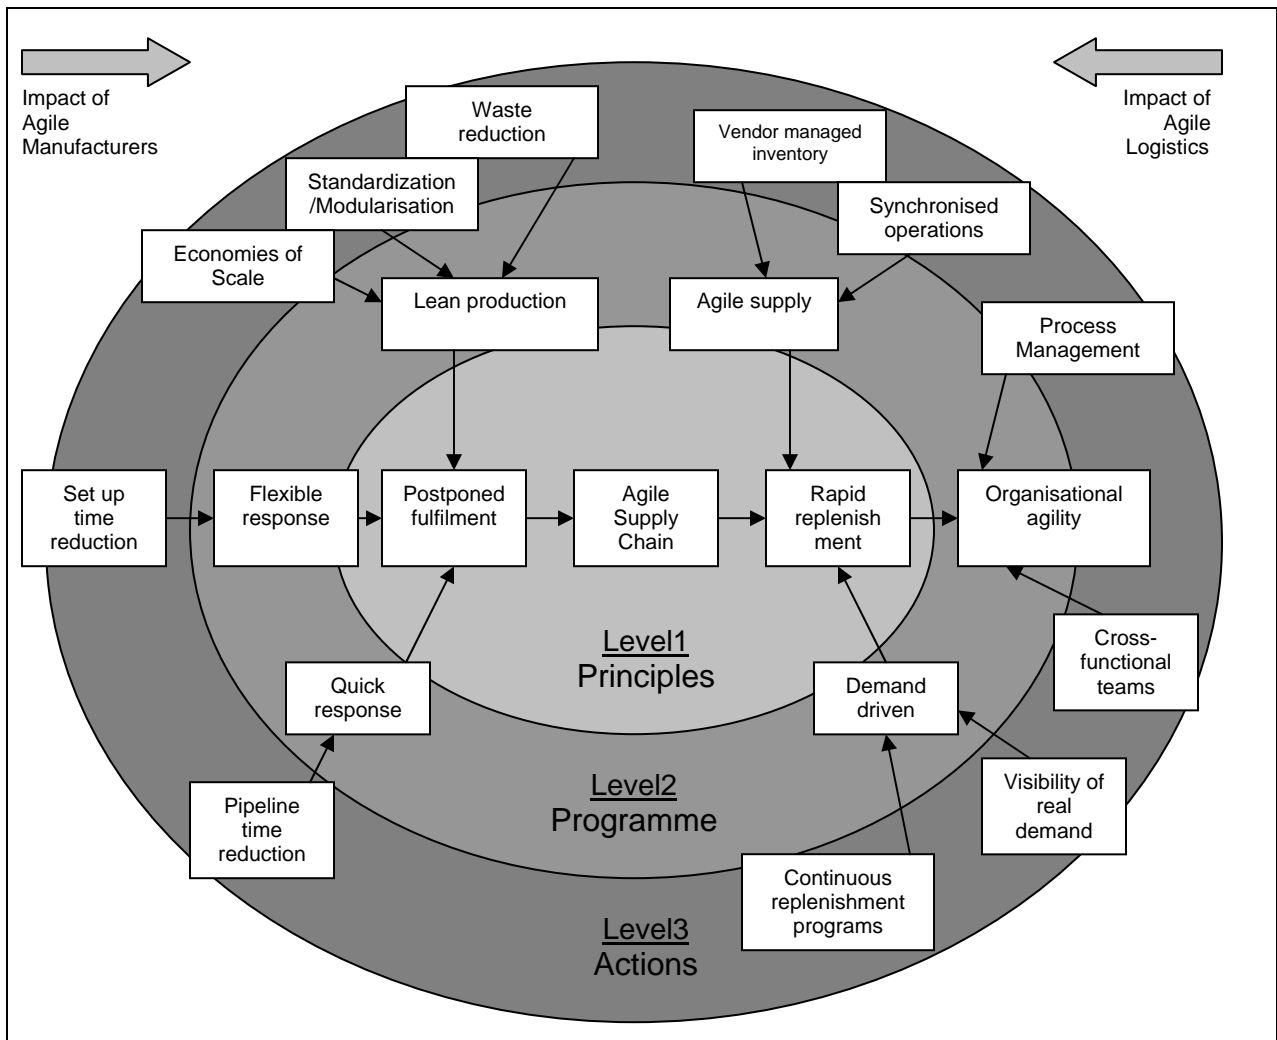 Impact of
Agile
Manufacturers
Impact of
Agile
Logistics
Waste
reduction
Vendor managed
inventory
Standardization
/Modularisation
Synchronised
operations
Economies of
Scale
Lean production
Agile supply
Process
Management
Set up
time
reduction
Flexible
response
Postponed
fulfilment
Agile
Supply
Chain
Rapid
replenish
ment
Organisational
agility
Level1
Principles
Cross-
functional
teams
Quick
response
Demand
driven
Level2
Programme
Visibility of
real
demand
Pipeline
time
reduction
Continuous
replenishment
programs
Level3
Actions